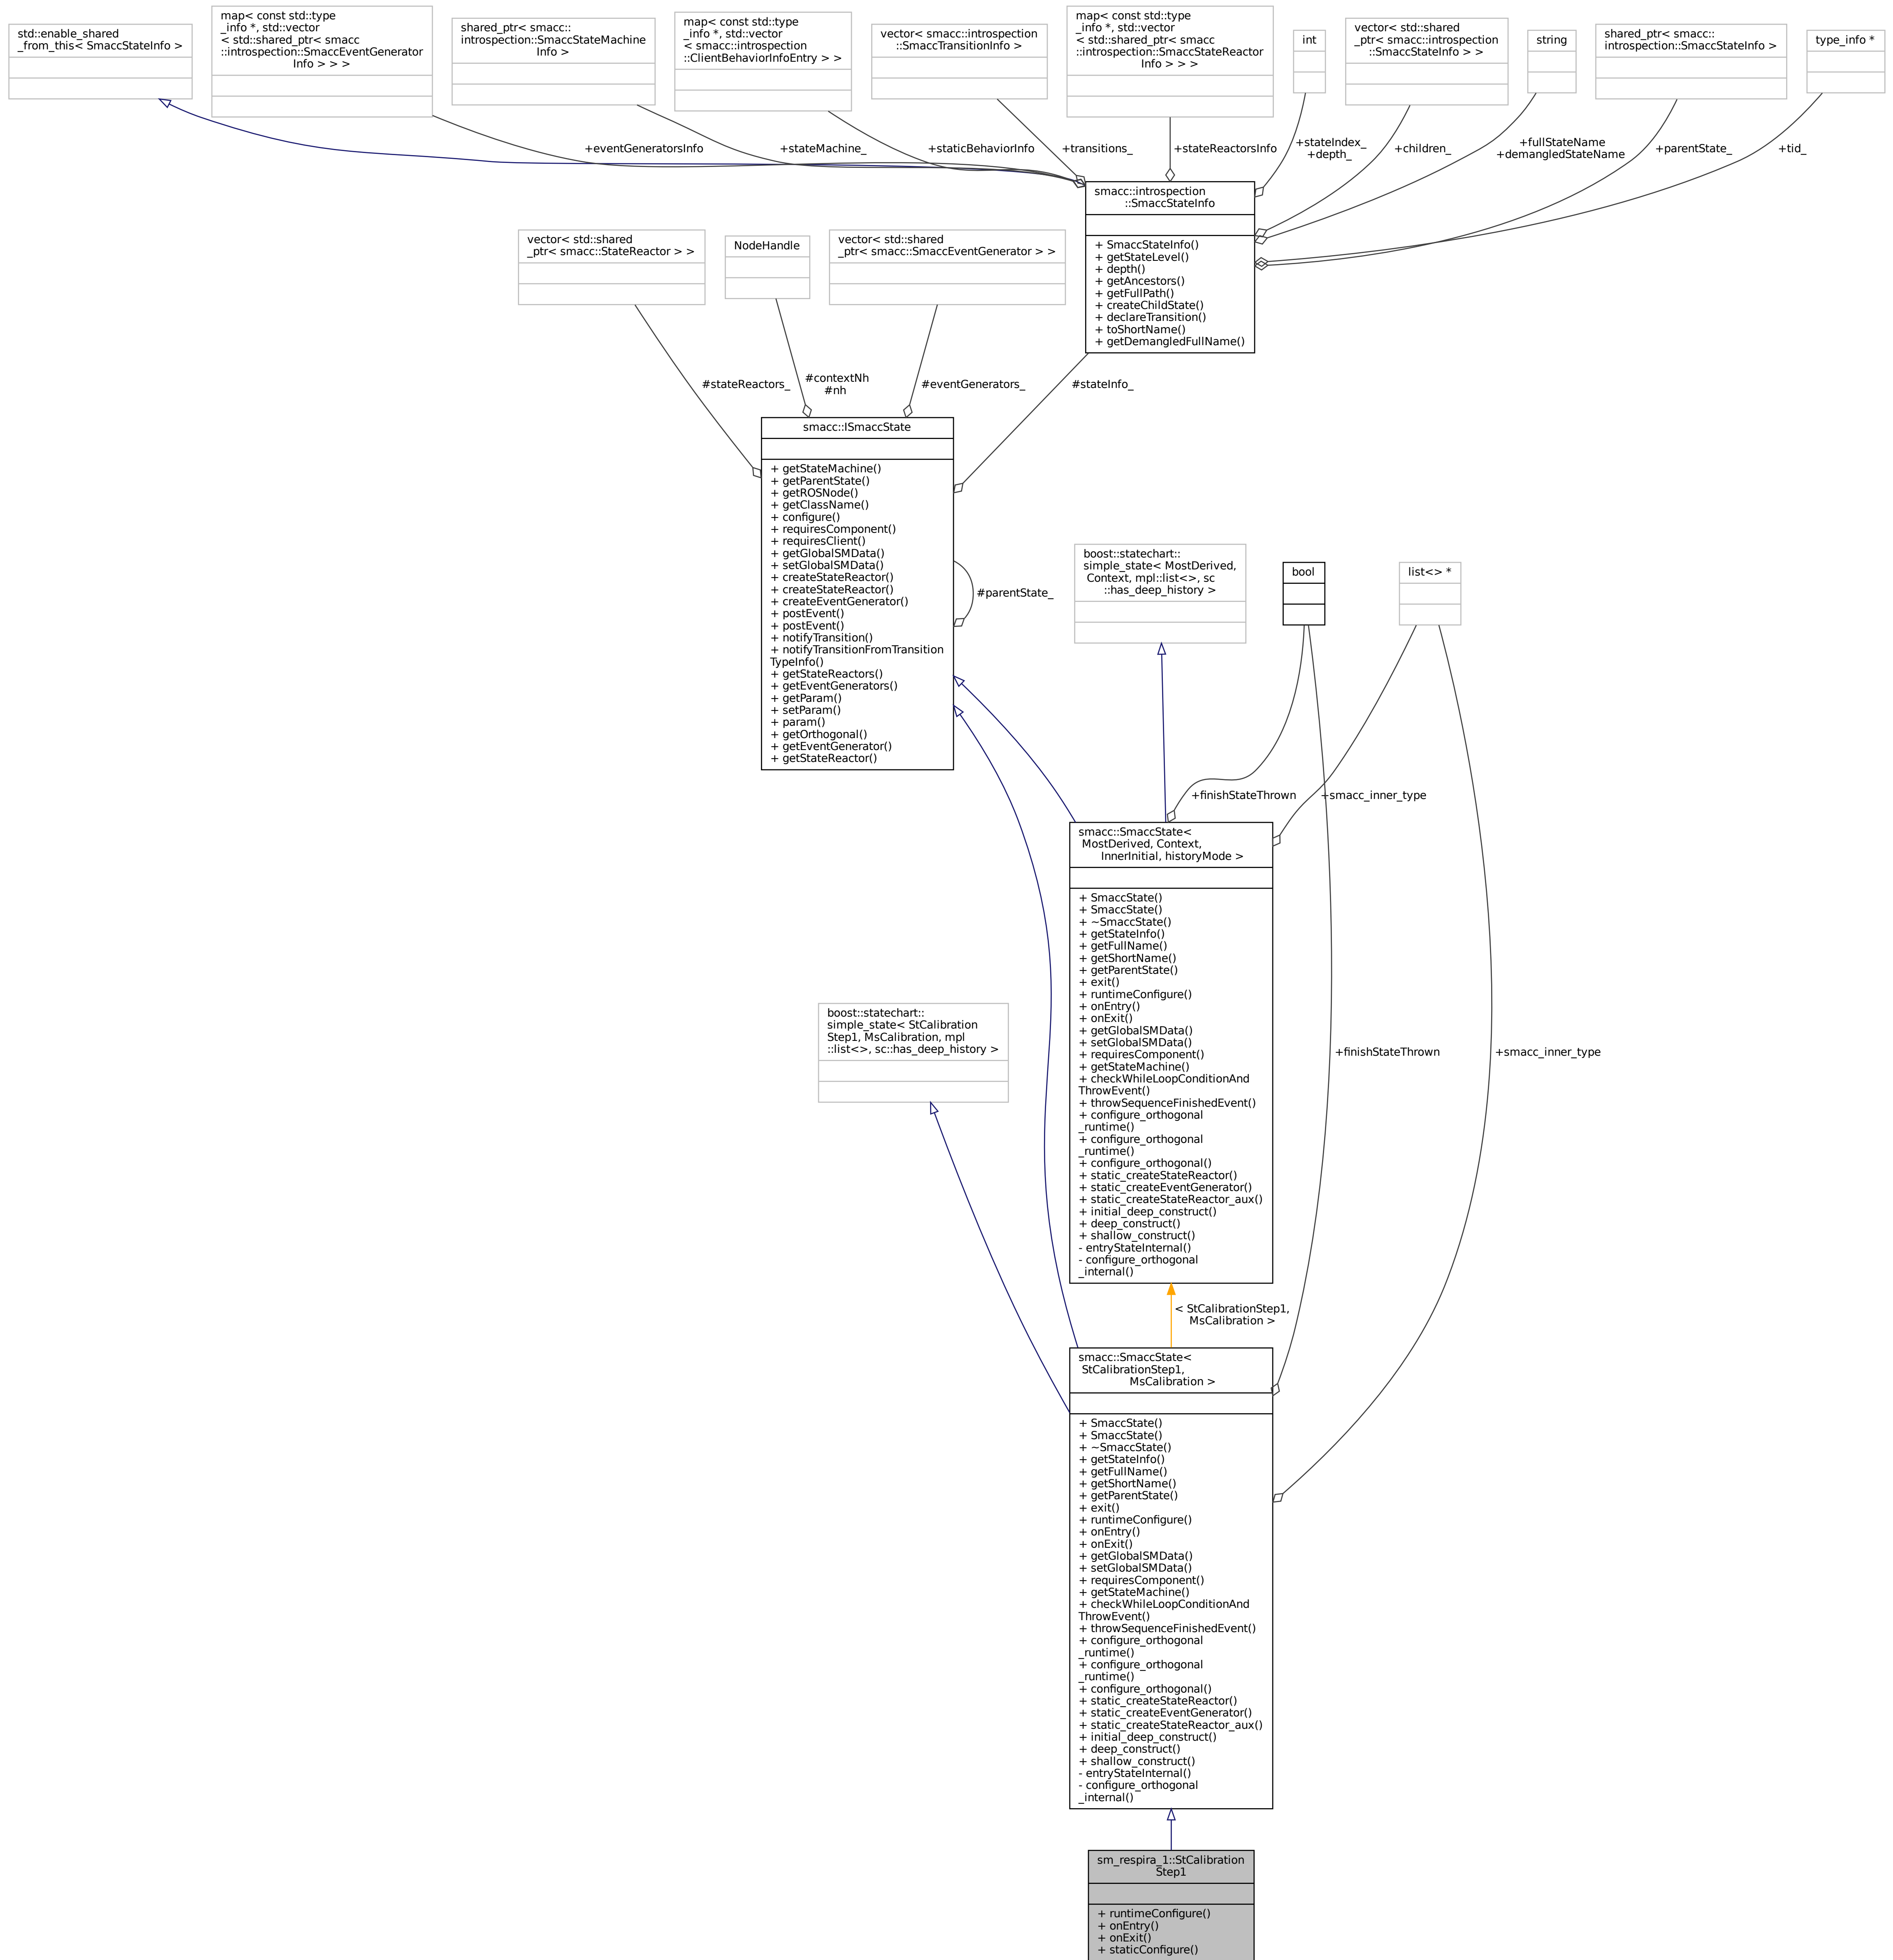 std::enable_shared
_from_this< SmaccStateInfo >
map< const std::type
_info *, std::vector
< std::shared_ptr< smacc
::introspection::SmaccEventGenerator
Info > > >
shared_ptr< smacc::
introspection::SmaccStateMachine
Info >
map< const std::type
_info *, std::vector
< smacc::introspection
::ClientBehaviorInfoEntry > >
vector< smacc::introspection
::SmaccTransitionInfo >
map< const std::type
_info *, std::vector
< std::shared_ptr< smacc
::introspection::SmaccStateReactor
Info > > >
int
vector< std::shared
_ptr< smacc::introspection
::SmaccStateInfo > >
string
shared_ptr< smacc::
introspection::SmaccStateInfo >
type_info *
+eventGeneratorsInfo
+stateMachine_
+staticBehaviorInfo
+transitions_
+stateReactorsInfo
+stateIndex_
+depth_
+children_
+fullStateName
+demangledStateName
+parentState_
+tid_
smacc::introspection
::SmaccStateInfo
+ SmaccStateInfo()
+ getStateLevel()
+ depth()
+ getAncestors()
+ getFullPath()
+ createChildState()
+ declareTransition()
+ toShortName()
+ getDemangledFullName()
vector< std::shared
_ptr< smacc::StateReactor > >
NodeHandle
vector< std::shared
_ptr< smacc::SmaccEventGenerator > >
#stateReactors_
#contextNh
#nh
#eventGenerators_
#stateInfo_
smacc::ISmaccState
+ getStateMachine()
+ getParentState()
+ getROSNode()
+ getClassName()
+ configure()
+ requiresComponent()
+ requiresClient()
+ getGlobalSMData()
+ setGlobalSMData()
+ createStateReactor()
+ createStateReactor()
+ createEventGenerator()
+ postEvent()
+ postEvent()
+ notifyTransition()
+ notifyTransitionFromTransition
TypeInfo()
+ getStateReactors()
+ getEventGenerators()
+ getParam()
+ setParam()
+ param()
+ getOrthogonal()
+ getEventGenerator()
+ getStateReactor()
#parentState_
boost::statechart::
simple_state< MostDerived,
Context, mpl::list<>, sc
::has_deep_history >
bool
list<> *
+finishStateThrown
+smacc_inner_type
smacc::SmaccState<
MostDerived, Context,
InnerInitial, historyMode >
+ SmaccState()
+ SmaccState()
+ ~SmaccState()
+ getStateInfo()
+ getFullName()
+ getShortName()
+ getParentState()
+ exit()
+ runtimeConfigure()
+ onEntry()
+ onExit()
+ getGlobalSMData()
+ setGlobalSMData()
+ requiresComponent()
+ getStateMachine()
+ checkWhileLoopConditionAnd
ThrowEvent()
+ throwSequenceFinishedEvent()
+ configure_orthogonal
_runtime()
+ configure_orthogonal
_runtime()
+ configure_orthogonal()
+ static_createStateReactor()
+ static_createEventGenerator()
+ static_createStateReactor_aux()
+ initial_deep_construct()
+ deep_construct()
+ shallow_construct()
- entryStateInternal()
- configure_orthogonal
_internal()
boost::statechart::
simple_state< StCalibration
Step1, MsCalibration, mpl
::list<>, sc::has_deep_history >
+finishStateThrown
+smacc_inner_type
< StCalibrationStep1,
MsCalibration >
smacc::SmaccState<
StCalibrationStep1,
MsCalibration >
+ SmaccState()
+ SmaccState()
+ ~SmaccState()
+ getStateInfo()
+ getFullName()
+ getShortName()
+ getParentState()
+ exit()
+ runtimeConfigure()
+ onEntry()
+ onExit()
+ getGlobalSMData()
+ setGlobalSMData()
+ requiresComponent()
+ getStateMachine()
+ checkWhileLoopConditionAnd
ThrowEvent()
+ throwSequenceFinishedEvent()
+ configure_orthogonal
_runtime()
+ configure_orthogonal
_runtime()
+ configure_orthogonal()
+ static_createStateReactor()
+ static_createEventGenerator()
+ static_createStateReactor_aux()
+ initial_deep_construct()
+ deep_construct()
+ shallow_construct()
- entryStateInternal()
- configure_orthogonal
_internal()
sm_respira_1::StCalibration
Step1
+ runtimeConfigure()
+ onEntry()
+ onExit()
+ staticConfigure()